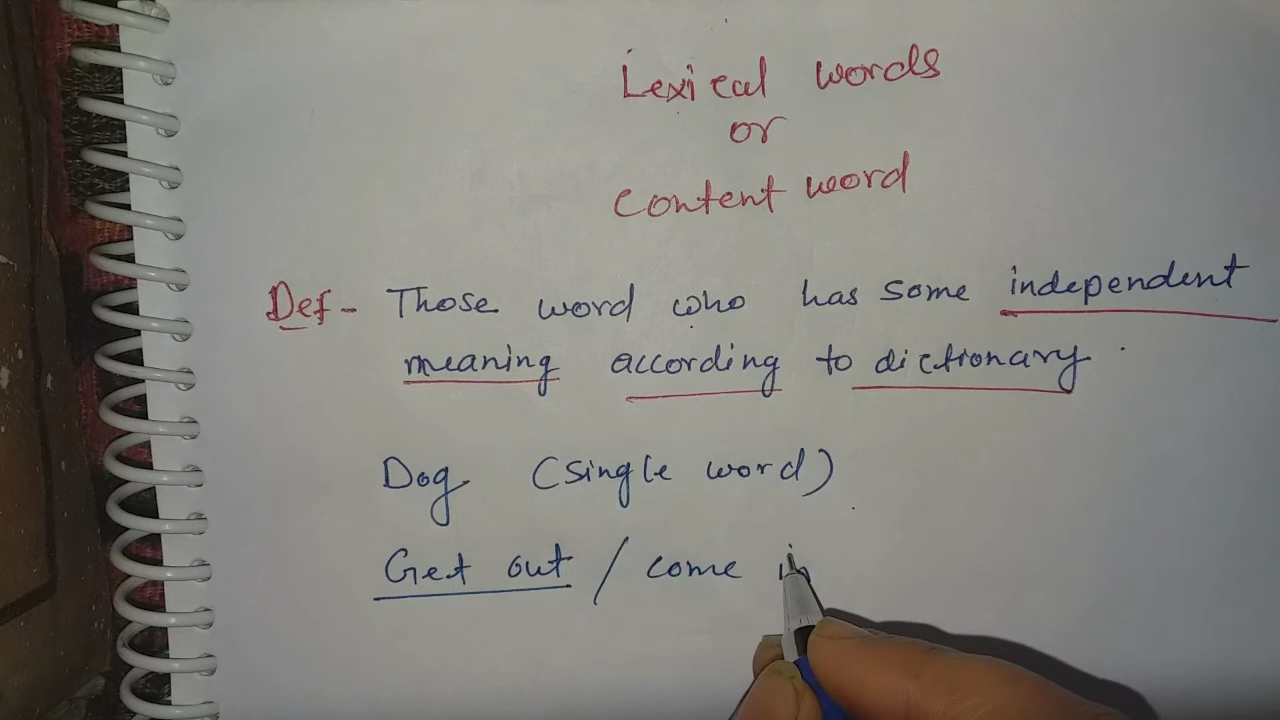 Lexical words
or
content word
Def- Those word who has some independent
meaning according to dictionary.
Dog (single word)
Get out / come in